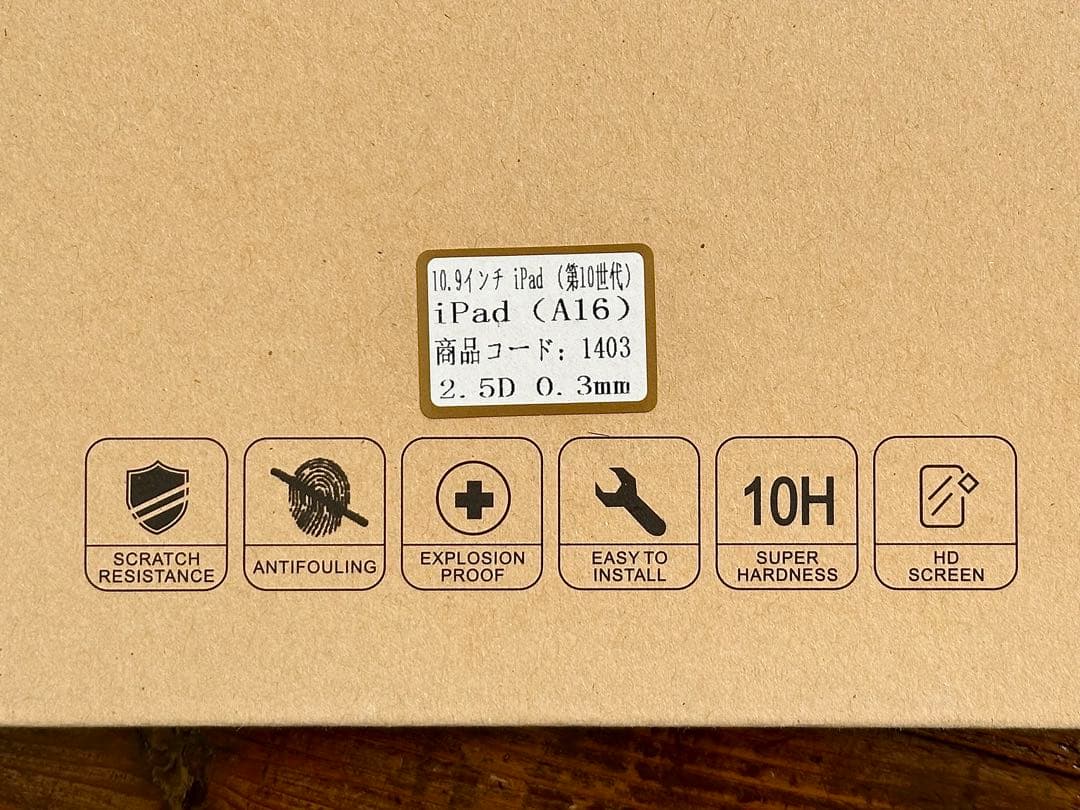 10.9インチ iPad (第10世代)
iPad (A16)
商品コード: 1403
2.5D 0.3mm
SCRATCH
RESISTANCE
ANTIFOULING
EXPLOSION
PROOF
EASY TO
INSTALL
10H
SUPER
HARDNESS
HD
SCREEN